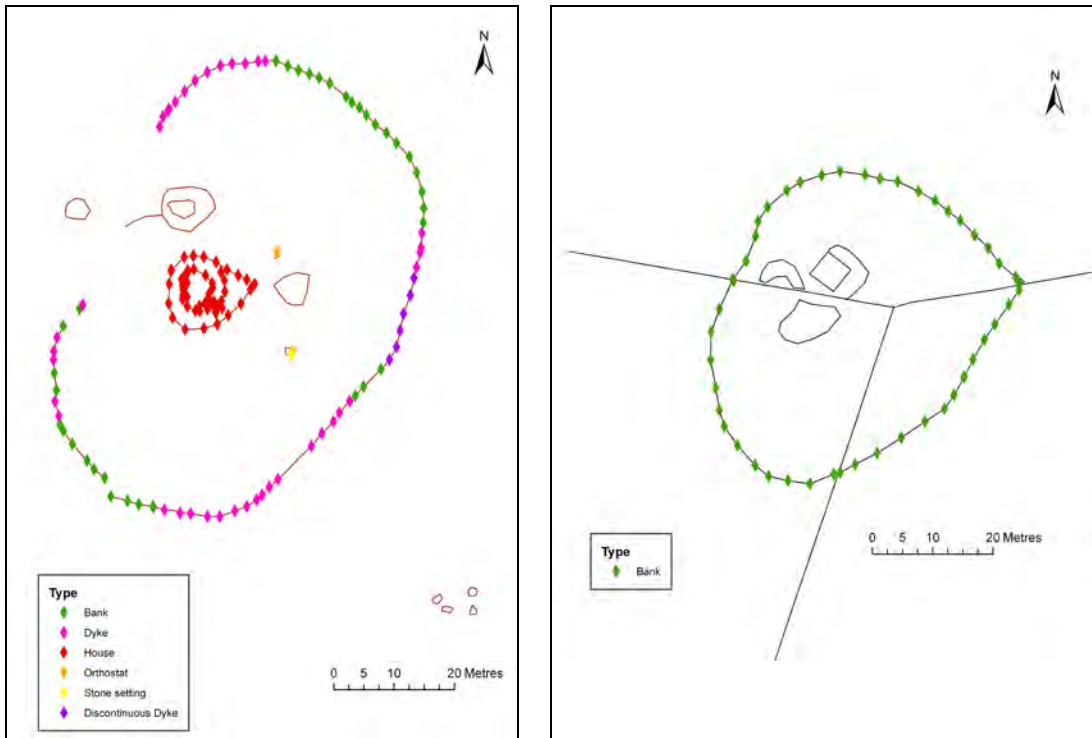 N
Type
Bank
Dyke
House
Orthostat
Stone setting
Discontinuous Dyke
0 5 10 20 Metres
N
Type
Bank
0 5 10 20 Metres